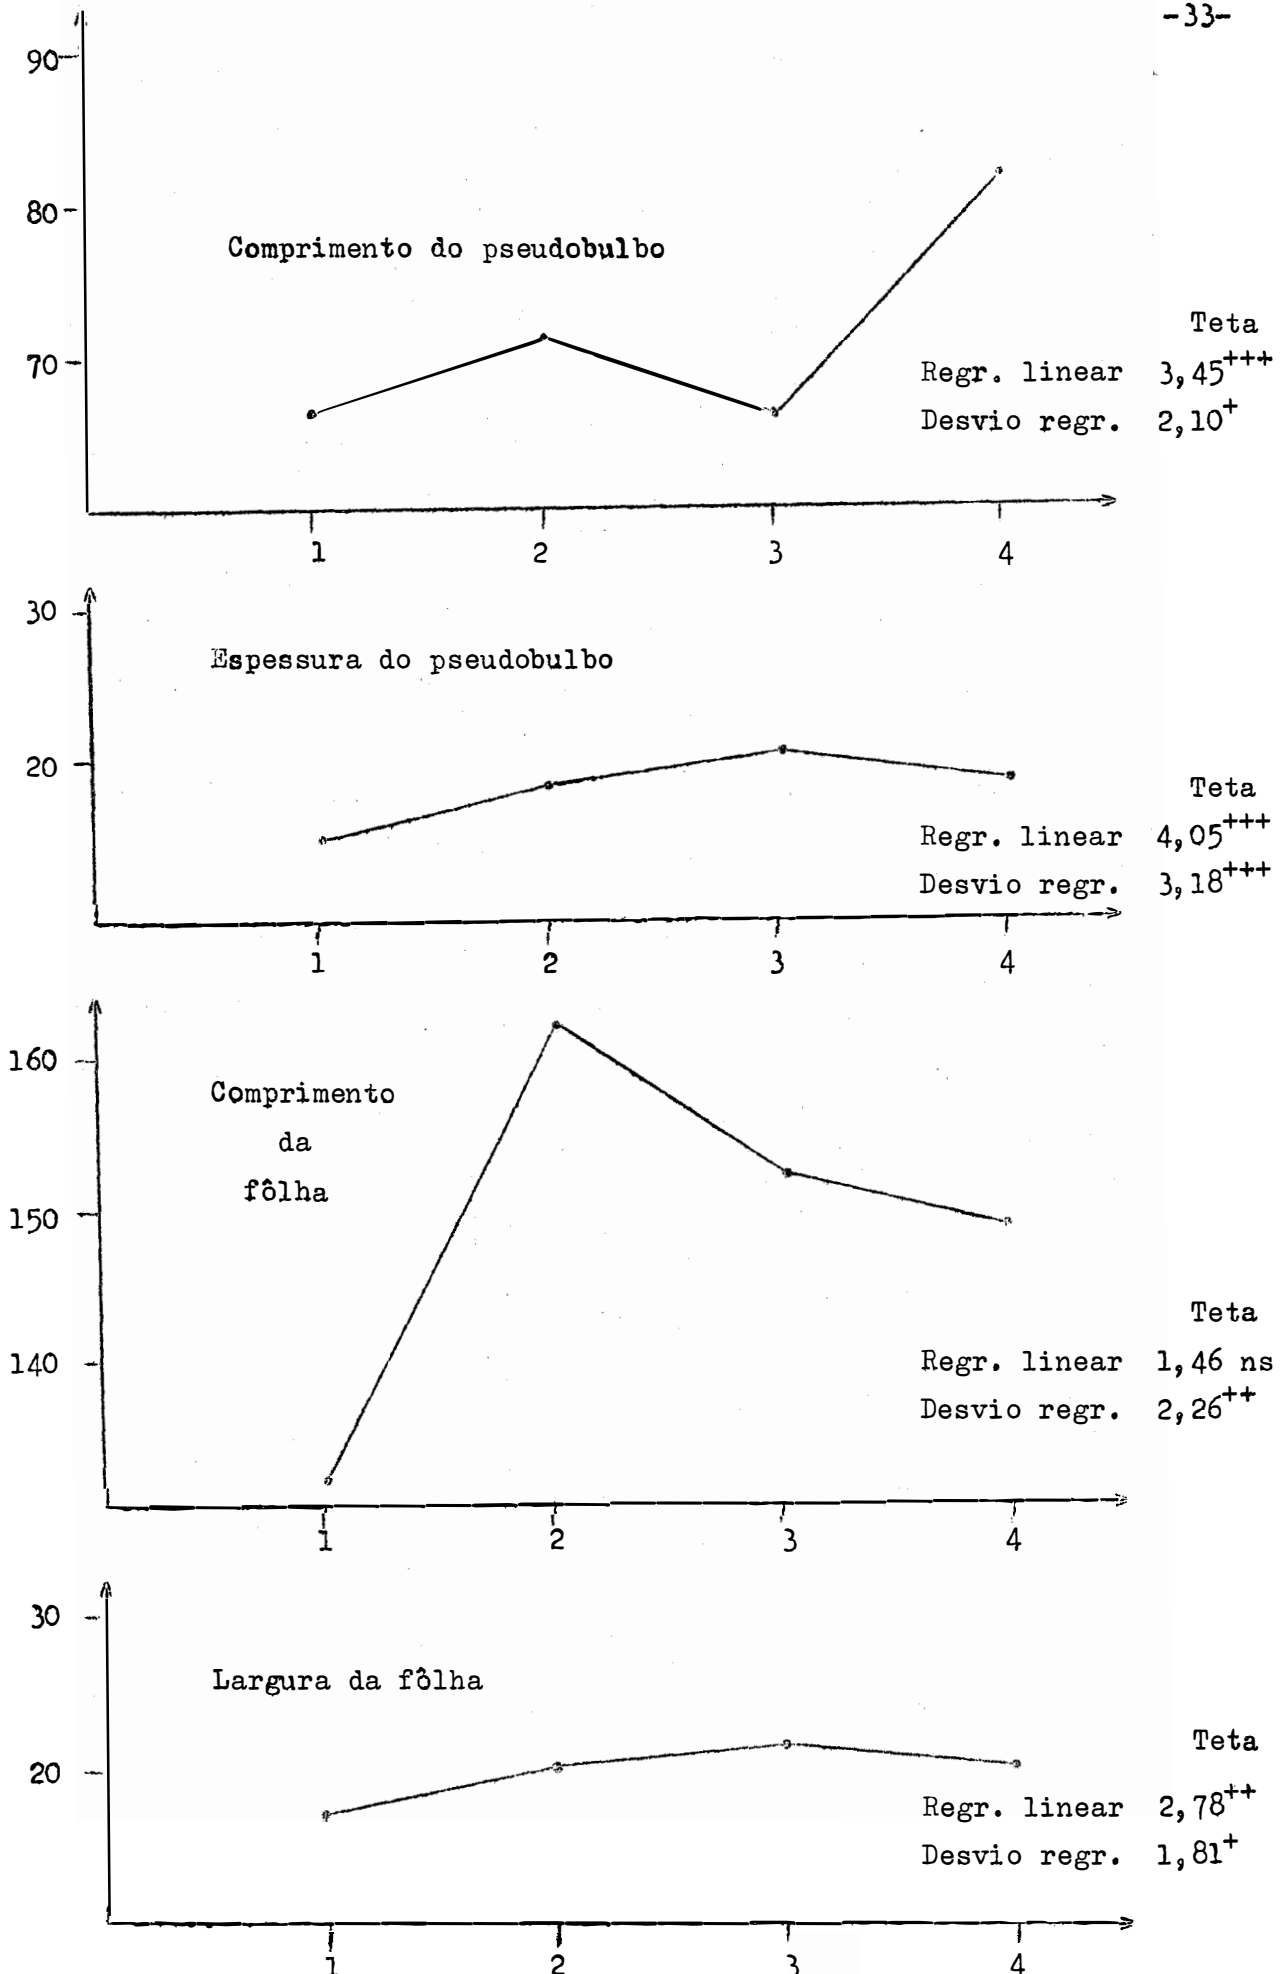 -33-
90
80
Comprimento do pseudobulbo
70
Teta
Regr. linear 3,45+++
Desvio regr. 2,10+
1 2 3 4
30
Espessura do pseudobulbo
20
Teta
Regr. linear 4,05+++
Desvio regr. 3,18+++
1 2 3 4
160
Comprimento
da
fôlha
150
Teta
140
Regr. linear 1,46 ns
Desvio regr. 2,26++
1 2 3 4
30
Largura da fôlha
20
Teta
Regr. linear 2,78++
Desvio regr. 1,81+
1 2 3 4